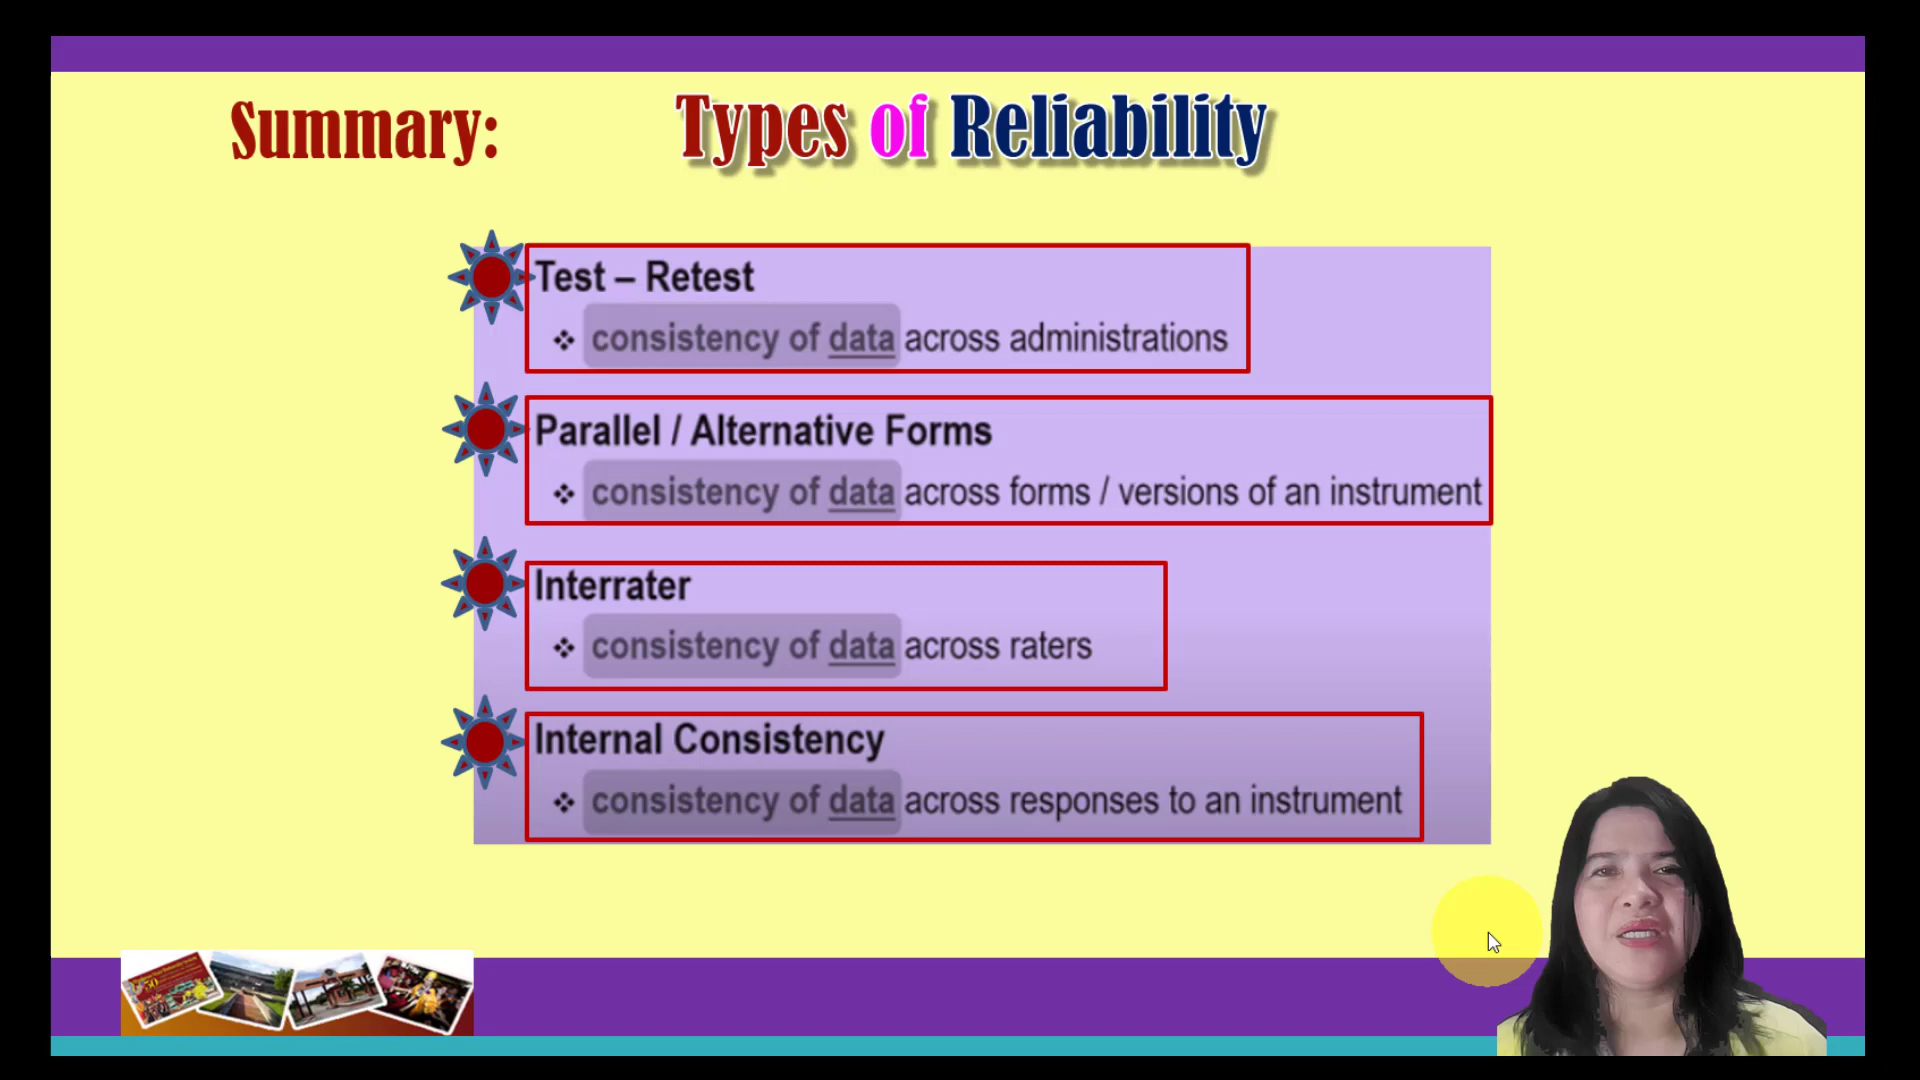 Summary: Types of Reliability
Test – Retest
❖ consistency of data across administrations
Parallel / Alternative Forms
❖ consistency of data across forms / versions of an instrument
Interrater
❖ consistency of data across raters
Internal Consistency
❖ consistency of data across responses to an instrument
50